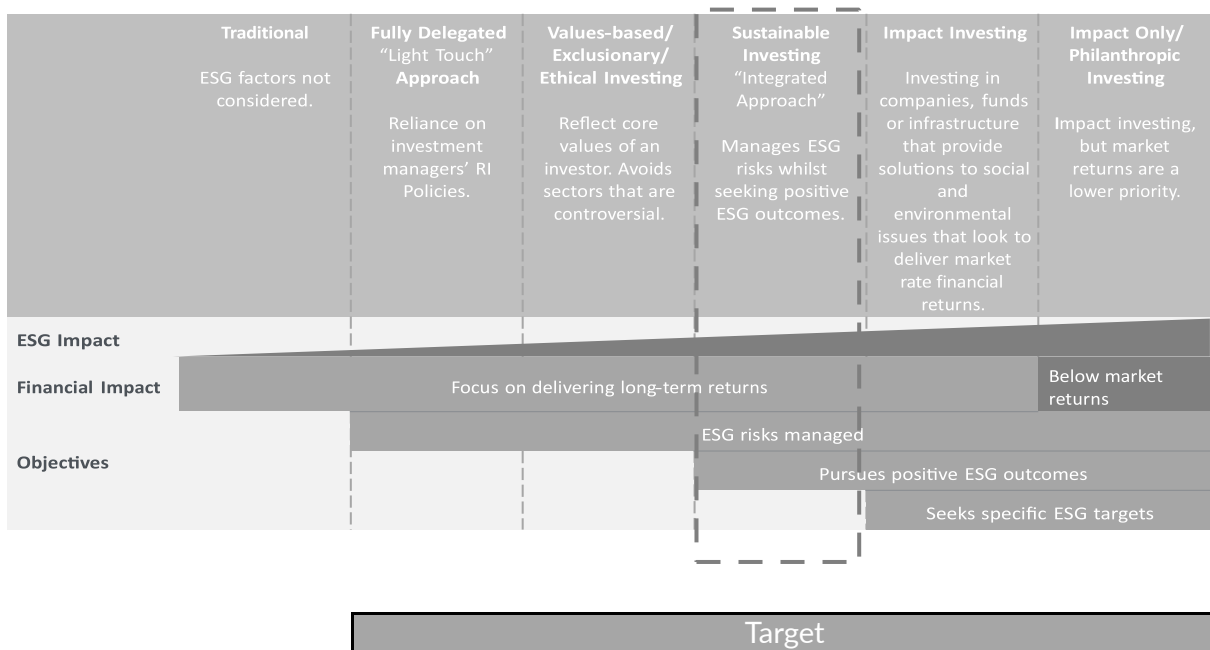 Traditional
ESG factors not
considered.
Fully Delegated
“Light Touch”
Approach
Reliance on
investment
managers’ RI
Policies.
Values-based/
Exclusionary/
Ethical Investing
Reflect core
values of an
investor. Avoids
sectors that are
controversial.
Sustainable
Investing
“Integrated
Approach”
Manages ESG
risks whilst
seeking positive
ESG outcomes.
Impact Investing
Investing in
companies, funds
or infrastructure
that provide
solutions to social
and
environmental
issues that look to
deliver market
rate financial
returns.
Impact Only/
Philanthropic
Investing
Impact investing,
but market
returns are a
lower priority.
ESG Impact
Financial Impact
Focus on delivering long-term returns
Below market
returns
Objectives
ESG risks managed
Pursues positive ESG outcomes
Seeks specific ESG targets
Target